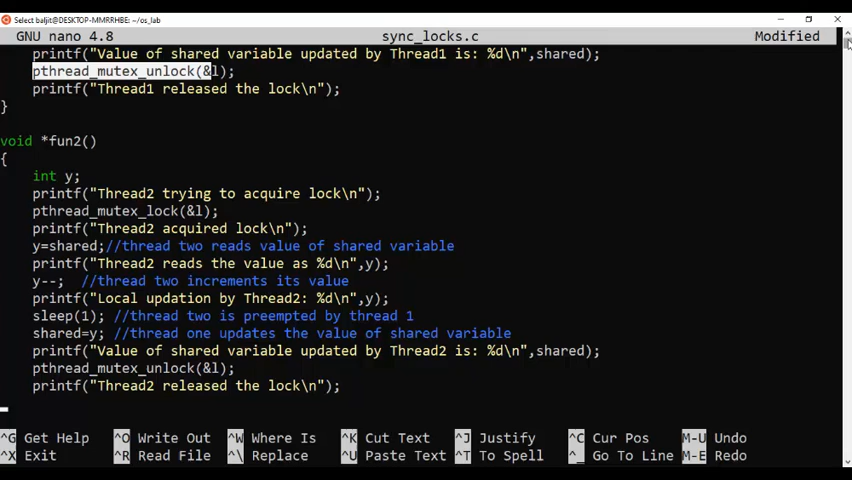 Select baljit@DESKTOP-MMRRHBE: ~/os_lab
GNU nano 4.8 sync_locks.c Modified
printf("Value of shared variable updated by Thread1 is: %d\n",shared);
pthread_mutex_unlock(&l);
printf("Thread1 released the lock\n");
}
void *fun2()
{
int y;
printf("Thread2 trying to acquire lock\n");
pthread_mutex_lock(&l);
printf("Thread2 acquired lock\n");
y=shared;//thread two reads value of shared variable
printf("Thread2 reads the value as %d\n",y);
y--; //thread two increments its value
printf("Local updation by Thread2: %d\n",y);
sleep(1); //thread two is preempted by thread 1
shared=y; //thread one updates the value of shared variable
printf("Value of shared variable updated by Thread2 is: %d\n",shared);
pthread_mutex_unlock(&l);
printf("Thread2 released the lock\n");
^G Get Help ^O Write Out ^W Where Is ^K Cut Text ^J Justify ^C Cur Pos M-U Undo
^X Exit ^R Read File ^\ Replace ^U Paste Text ^T To Spell ^_ Go To Line M-E Redo